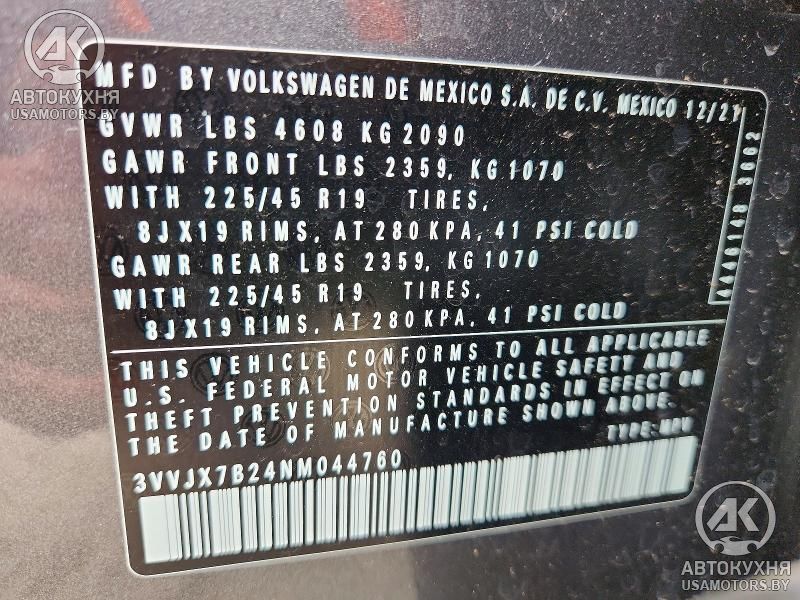 AK
АВТОКУХНЯ
USAMOTORS.BY
MFD BY VOLKSWAGEN DE MEXICO S.A. DE C.V. MEXICO 12/21
GVWR LBS 4608 KG 2090
GAWR FRONT LBS 2359, KG 1070
WITH 225/45 R19 TIRES,
8JX19 RIMS, AT 280 KPA, 41 PSI COLD
GAWR REAR LBS 2359, KG 1070
WITH 225/45 R19 TIRES,
8JX19 RIMS, AT 280 KPA, 41 PSI COLD
THIS VEHICLE CONFORMS TO ALL APPLICABLE
U.S. FEDERAL MOTOR VEHICLE SAFETY AND
THEFT PREVENTION STANDARDS IN EFFECT ON
THE DATE OF MANUFACTURE SHOWN ABOVE.
TYPE: MPV
3VVJX7B24NM044760
AK
АВТОКУХНЯ
USAMOTORS.BY